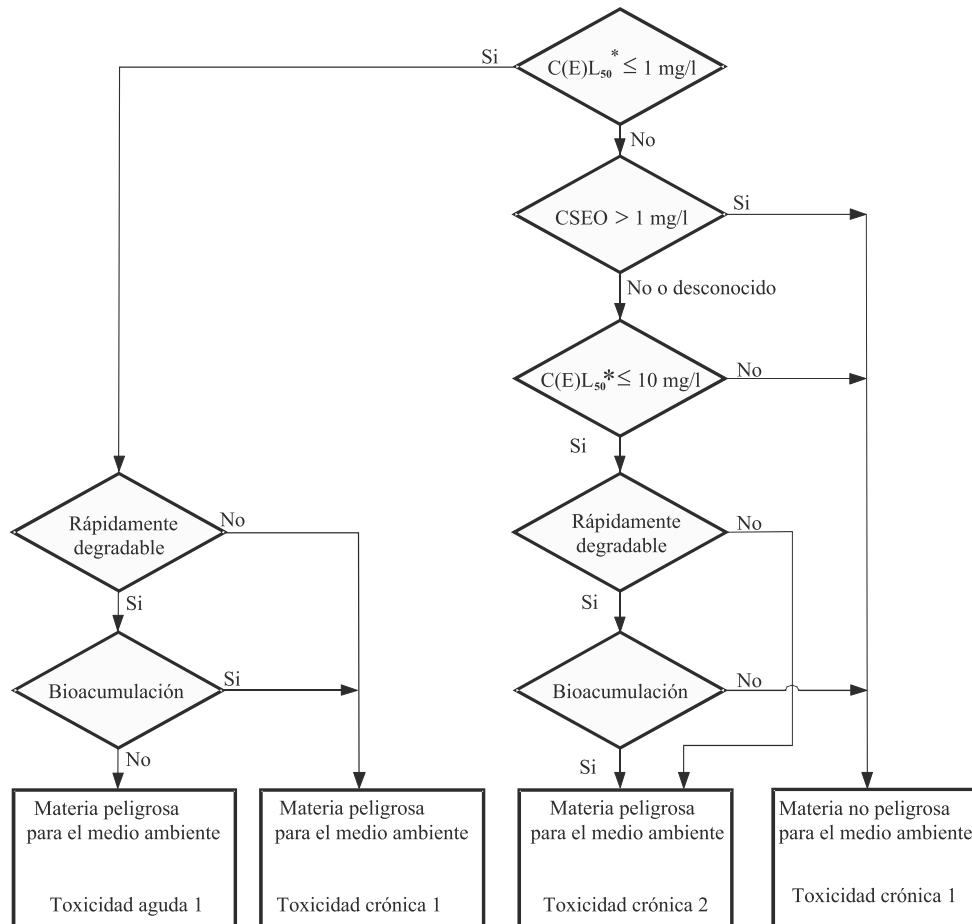 C(E)L50* ≤ 1 mg/l
Si
No
CSEO > 1 mg/l
Si
No o desconocido
C(E)L50* ≤ 10 mg/l
No
Si
Rápidamente
degradable
No
Si
Rápidamente
degradable
No
Si
Bioacumulación
Si
No
Bioacumulación
No
Si
Materia peligrosa
para el medio ambiente
Toxicidad aguda 1
Materia peligrosa
para el medio ambiente
Toxicidad crónica 1
Materia peligrosa
para el medio ambiente
Toxicidad crónica 2
Materia no peligrosa
para el medio ambiente
Toxicidad crónica 1